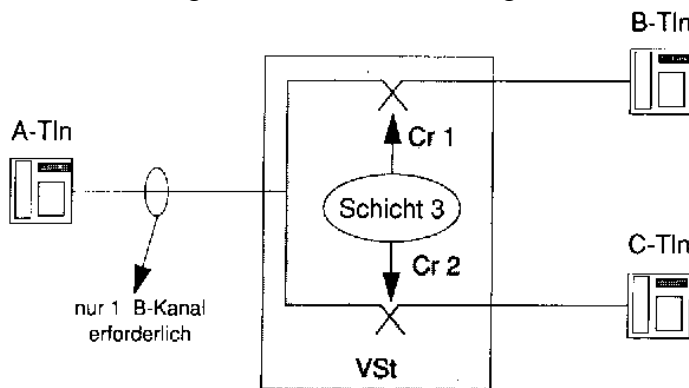 B-Tln
A-Tln
Cr 1
Schicht 3
Cr 2
C-Tln
nur 1 B-Kanal
erforderlich
VSt